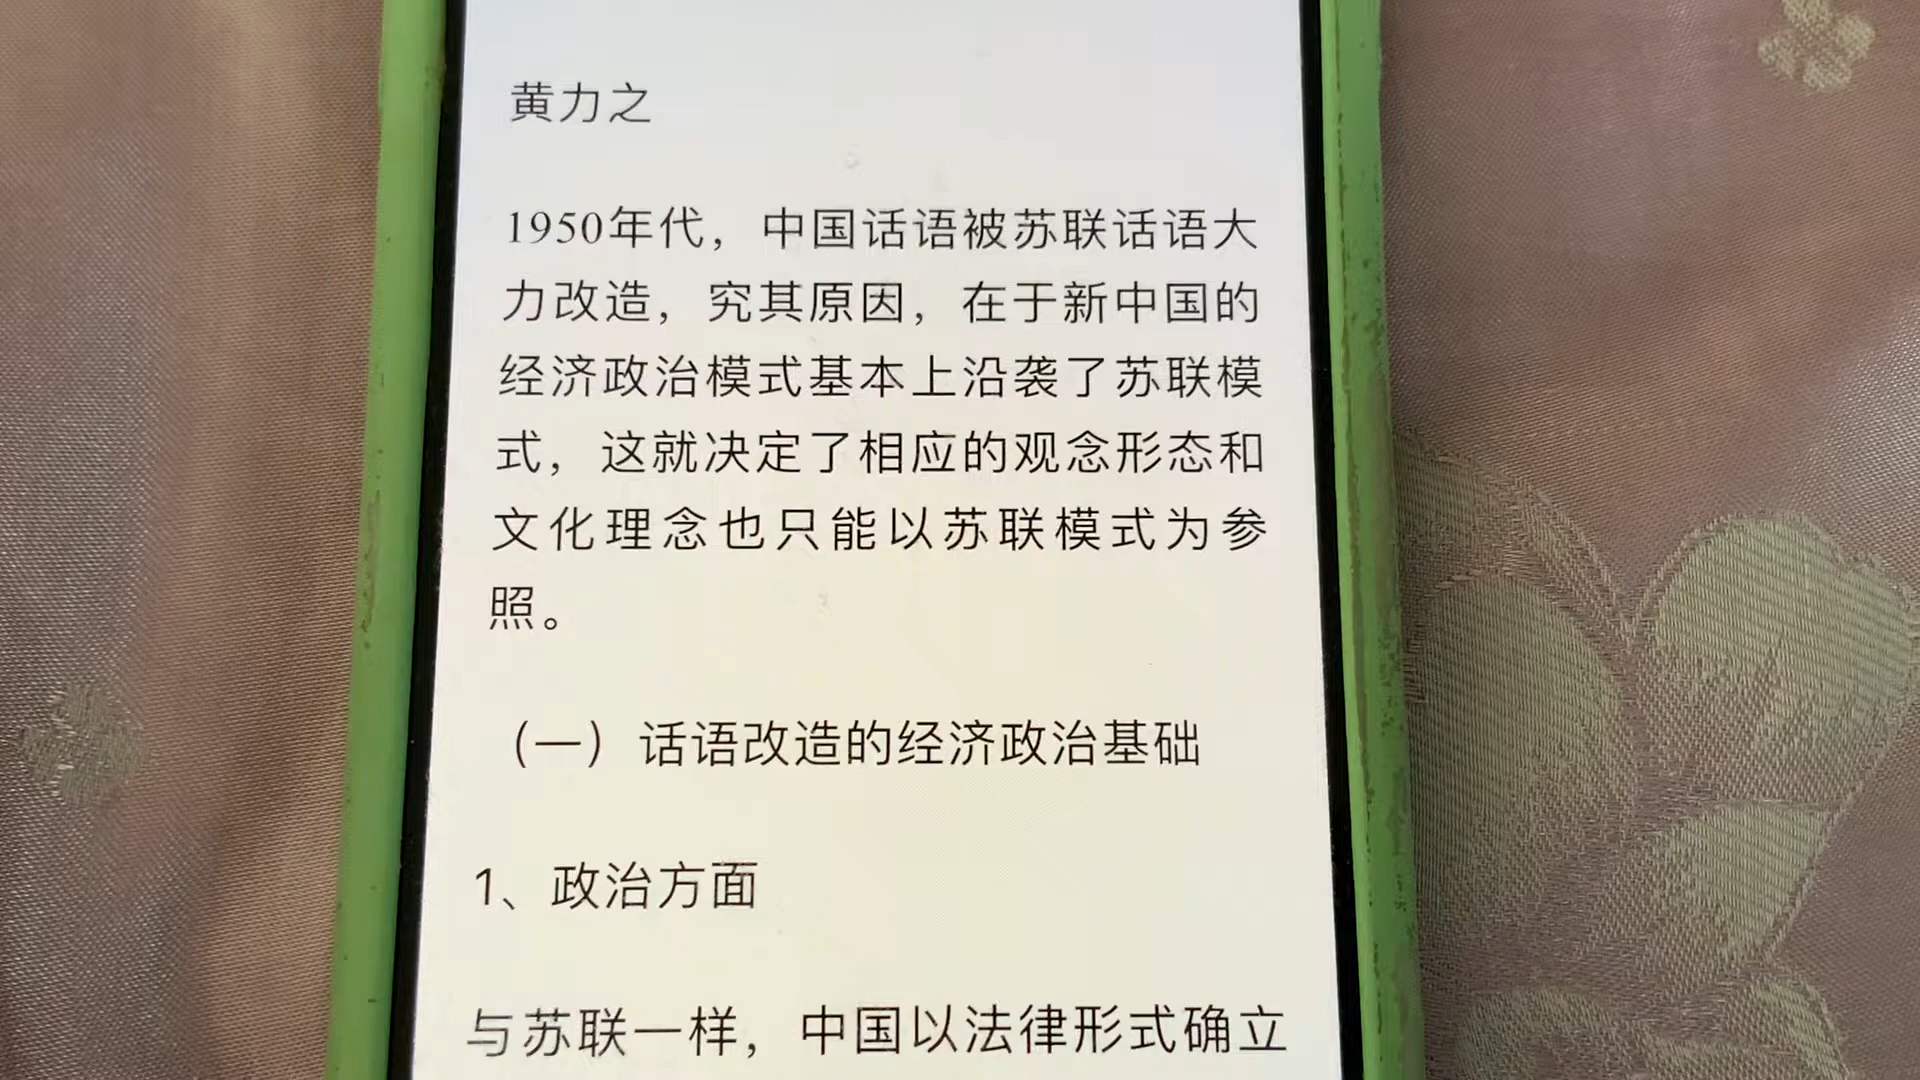 黄力之
1950年代，中国话语被苏联话语大
力改造，究其原因，在于新中国的
经济政治模式基本上沿袭了苏联模
式，这就决定了相应的观念形态和
文化理念也只能以苏联模式为参
照。
（一）话语改造的经济政治基础
1、政治方面
与苏联一样，中国以法律形式确立